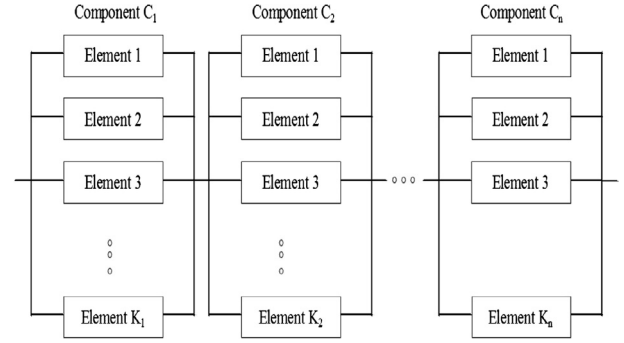 Component C₁ Component C₂ Component Cₙ
Element 1 Element 1 Element 1
Element 2 Element 2 Element 2
Element 3 Element 3 Element 3
Element K₁ Element K₂ Element Kₙ